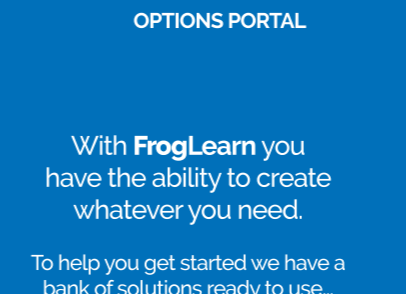 OPTIONS PORTAL
With FrogLearn you
have the ability to create
whatever you need.
To help you get started we have a
bank of solutions ready to use...